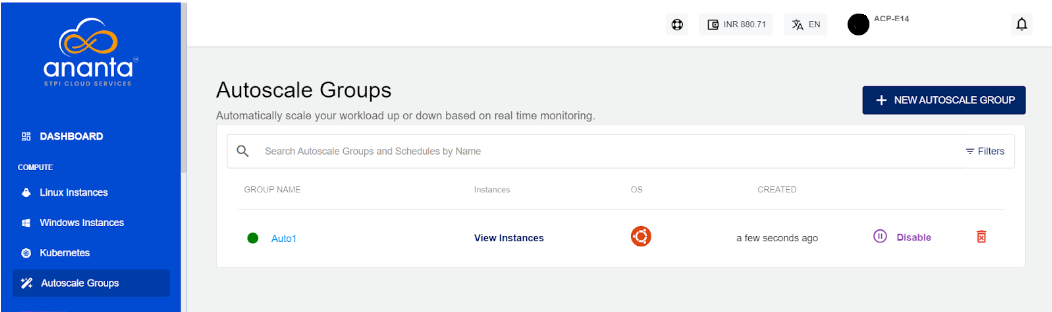 ananta
STPI CLOUD SERVICES
INR 880.71
EN
ACP-E14
DASHBOARD
COMPUTE
Linux Instances
Windows Instances
Kubernetes
Autoscale Groups
Autoscale Groups
Automatically scale your workload up or down based on real time monitoring.
+ NEW AUTOSCALE GROUP
Search Autoscale Groups and Schedules by Name
Filters
GROUP NAME Instances OS CREATED
Auto1 View Instances a few seconds ago Disable